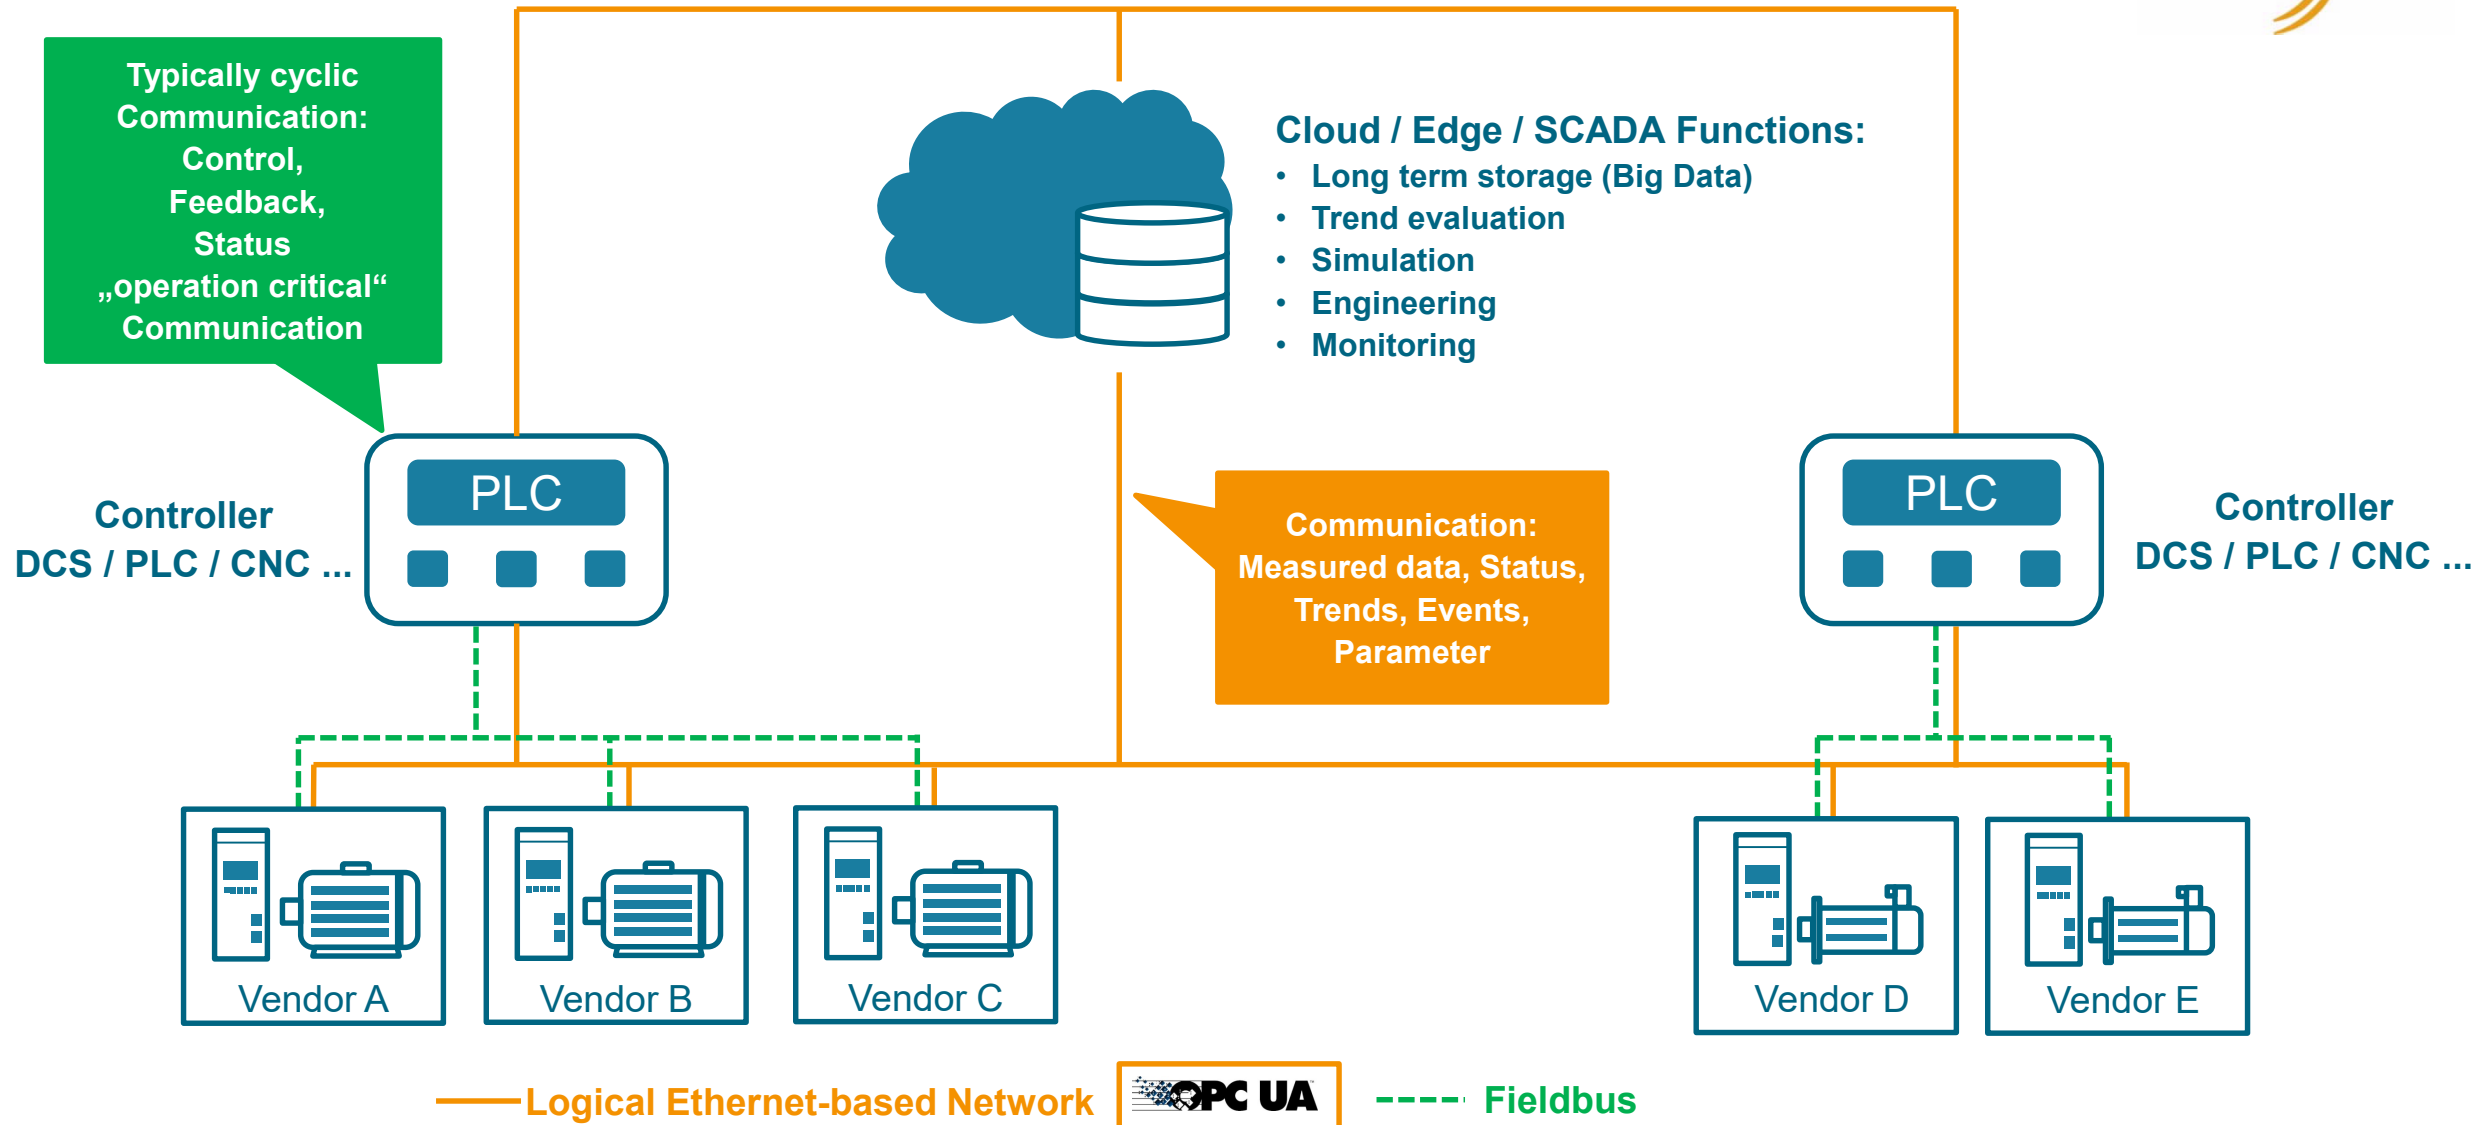 Typically cyclic
Communication:
Control,
Feedback,
Status
„operation critical“
Communication
Cloud / Edge / SCADA Functions:
• Long term storage (Big Data)
• Trend evaluation
• Simulation
• Engineering
• Monitoring
PLC
Controller
DCS / PLC / CNC ...
Communication:
Measured data, Status,
Trends, Events,
Parameter
PLC
Controller
DCS / PLC / CNC ...
Vendor A
Vendor B
Vendor C
Vendor D
Vendor E
Logical Ethernet-based Network
OPC UA
Fieldbus